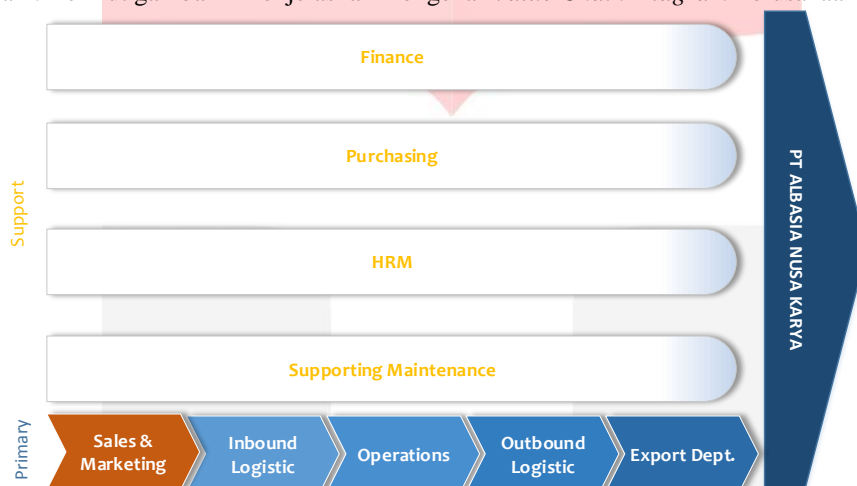 Finance
Purchasing
HRM
Supporting Maintenance
Support
Primary
Sales &
Marketing
Inbound
Logistic
Operations
Outbound
Logistic
Export Dept.
PT ALBASIA NUSA KARYA